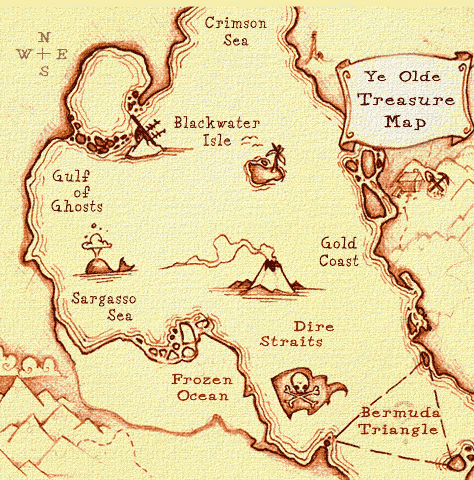 Crimson
Sea
N
W E
S
Ye Olde
Treasure
Map
Blackwater
Isle
Gulf
of
Ghosts
Gold
Coast
Sargasso
Sea
Dire
Straits
Frozen
Ocean
Bermuda
Triangle